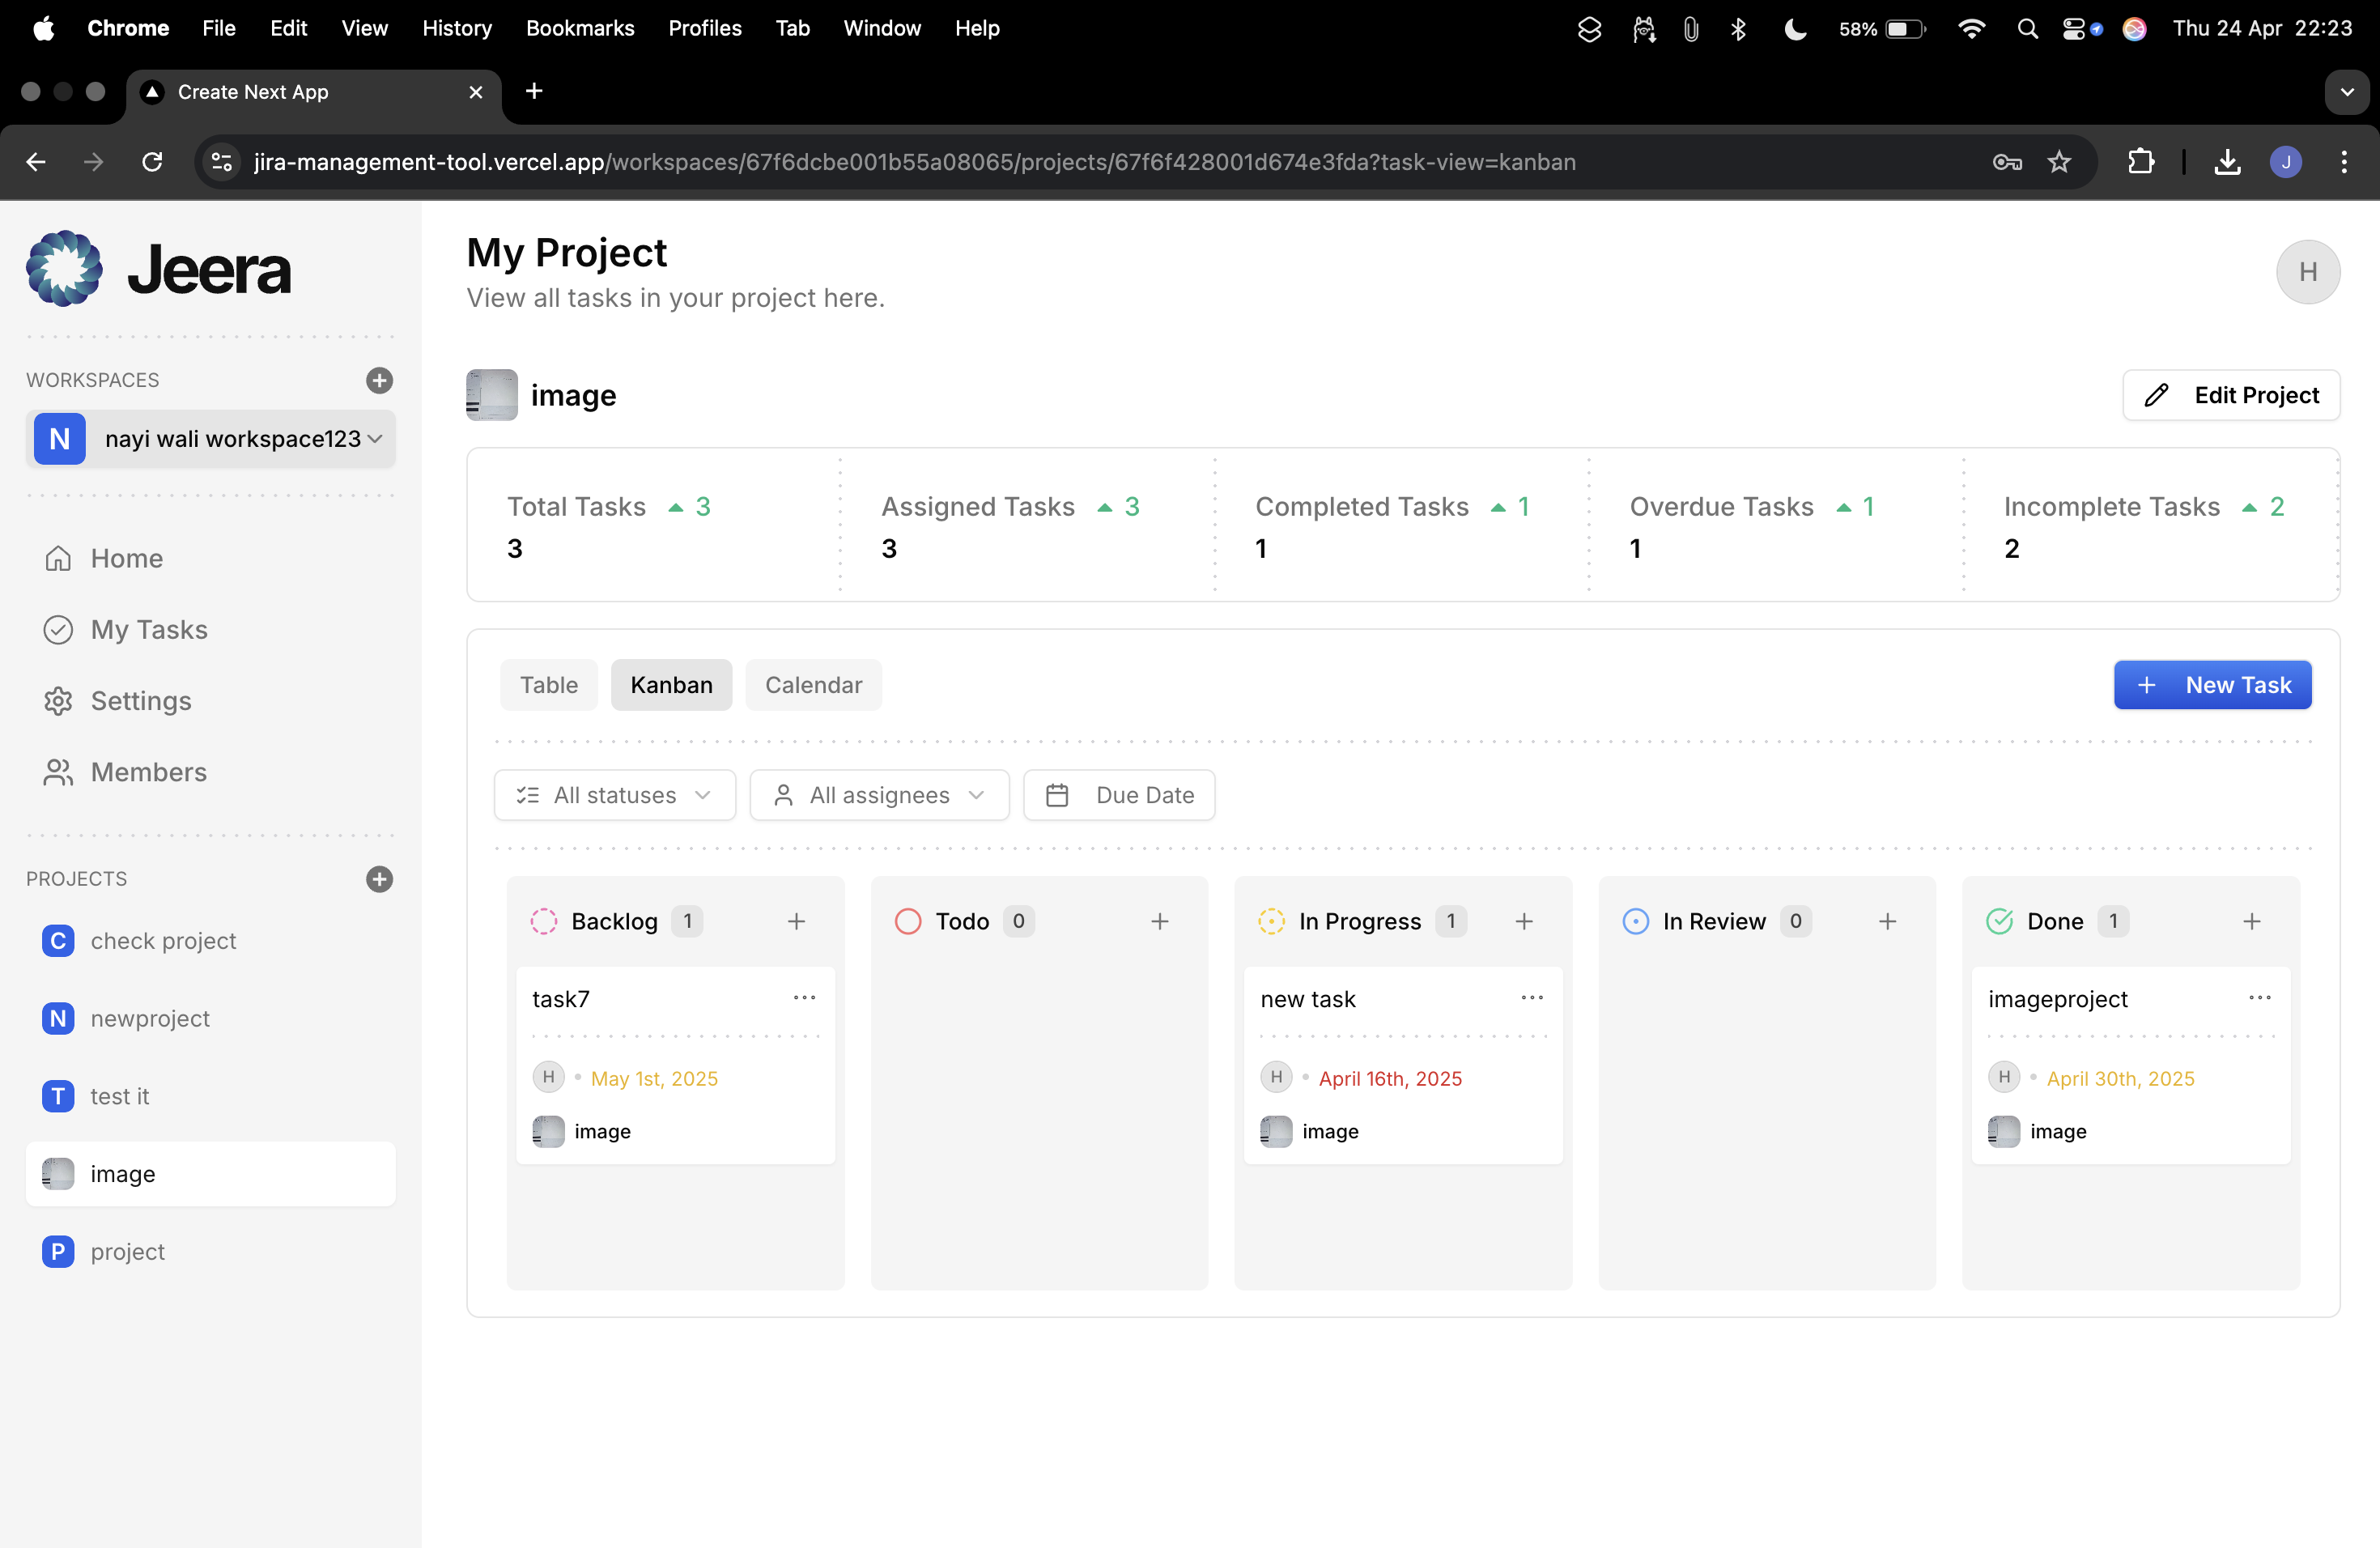 Chrome File Edit View History Bookmarks Profiles Tab Window Help 58% Thu 24 Apr 22:23
Create Next App
jira-management-tool.vercel.app/workspaces/67f6dcbe001b55a08065/projects/67f6f428001d674e3fda?task-view=kanban J
Jeera
WORKSPACES
N nayi wali workspace123
Home
My Tasks
Settings
Members
PROJECTS
C check project
N newproject
T test it
image
P project
My Project
View all tasks in your project here.
H
image
Edit Project
Total Tasks 3
3
Assigned Tasks 3
3
Completed Tasks 1
1
Overdue Tasks 1
1
Incomplete Tasks 2
2
Table Kanban Calendar
New Task
All statuses All assignees Due Date
Backlog 1
task7
H May 1st, 2025
image
Todo 0
In Progress 1
new task
H April 16th, 2025
image
In Review 0
Done 1
imageproject
H April 30th, 2025
image